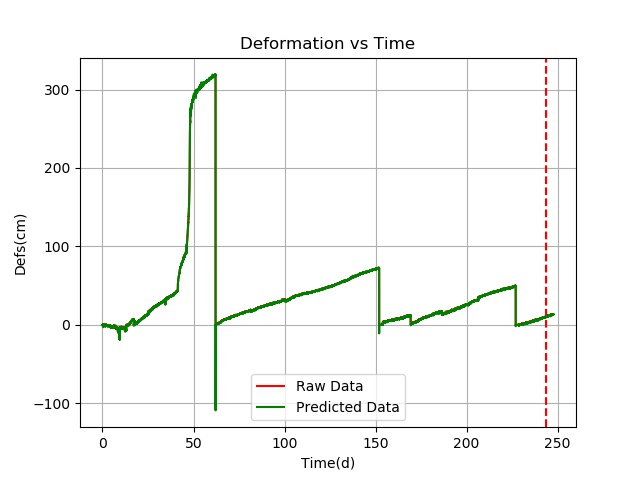 Deformation vs Time
300
200
100
0
−100
Defs(cm)
Raw Data
Predicted Data
0 50 100 150 200 250
Time(d)